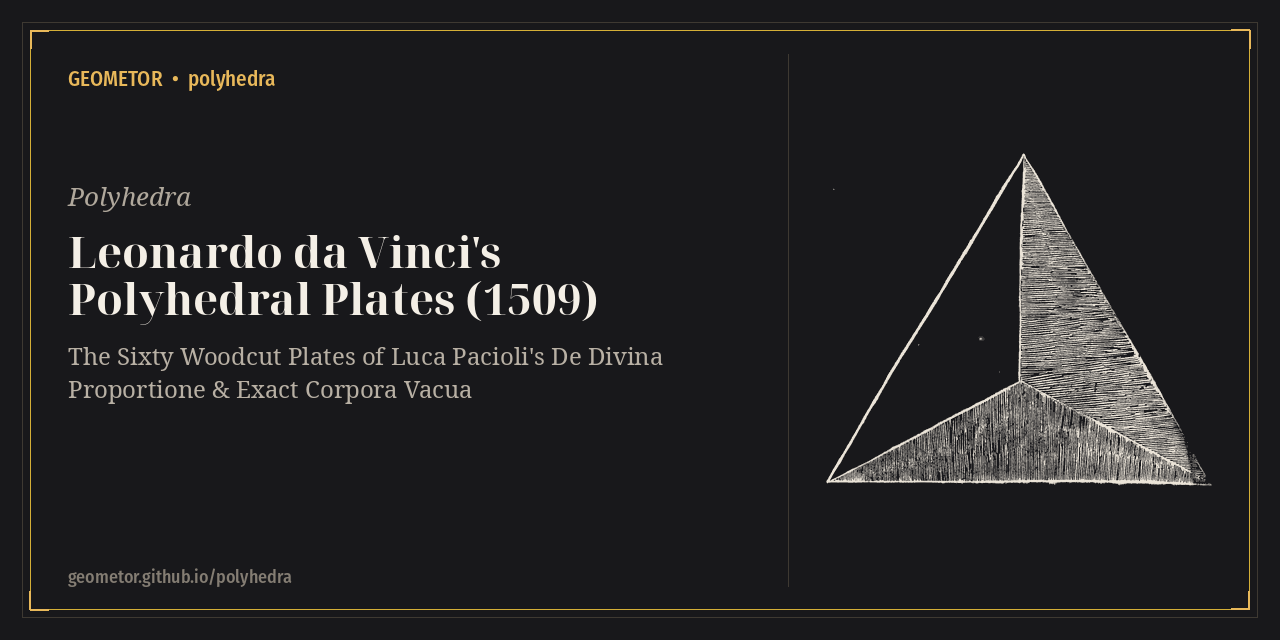 GEOMETOR • polyhedra
Polyhedra
Leonardo da Vinci's
Polyhedral Plates (1509)
The Sixty Woodcut Plates of Luca Pacioli's De Divina
Proportione & Exact Corpora Vacua
geometor.github.io/polyhedra